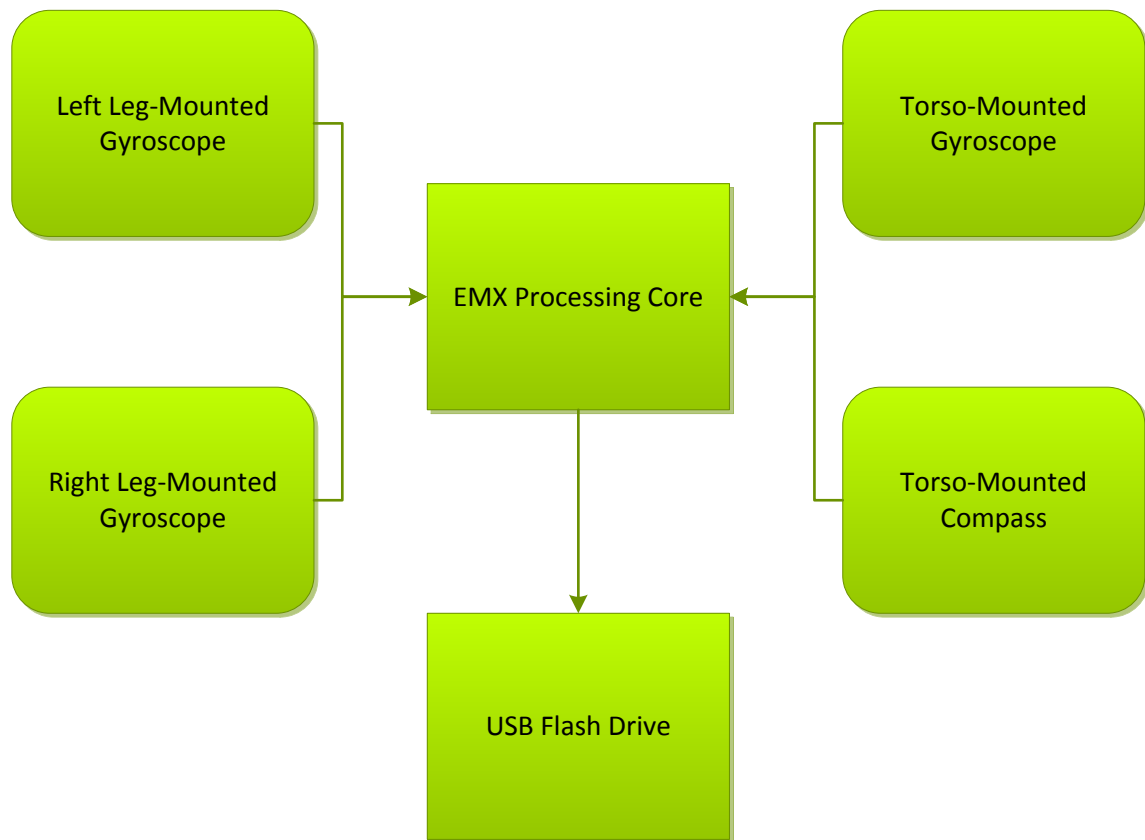 Left Leg-Mounted
Gyroscope
Torso-Mounted
Gyroscope
EMX Processing Core
Right Leg-Mounted
Gyroscope
Torso-Mounted
Compass
USB Flash Drive